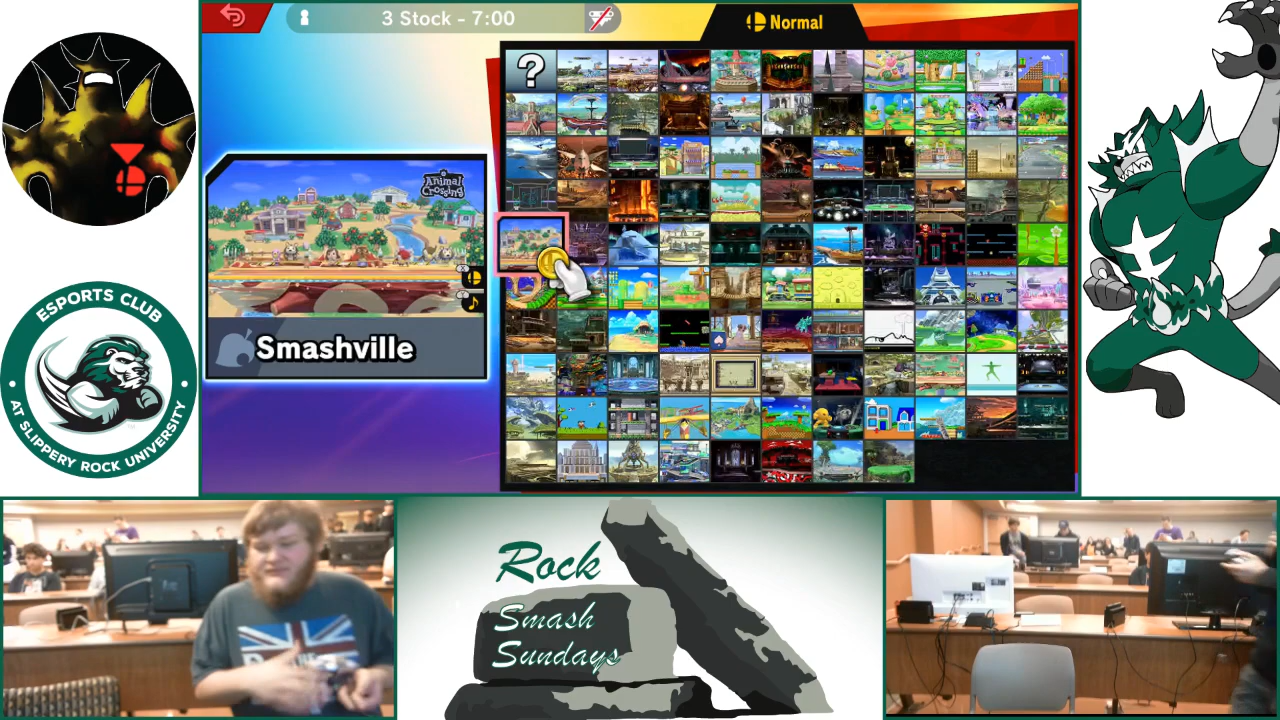 3 Stock - 7:00
Normal
?
Animal
Crossing
Smashville
ESPORTS CLUB
AT SLIPPERY ROCK UNIVERSITY
Rock
Smash
Sundays